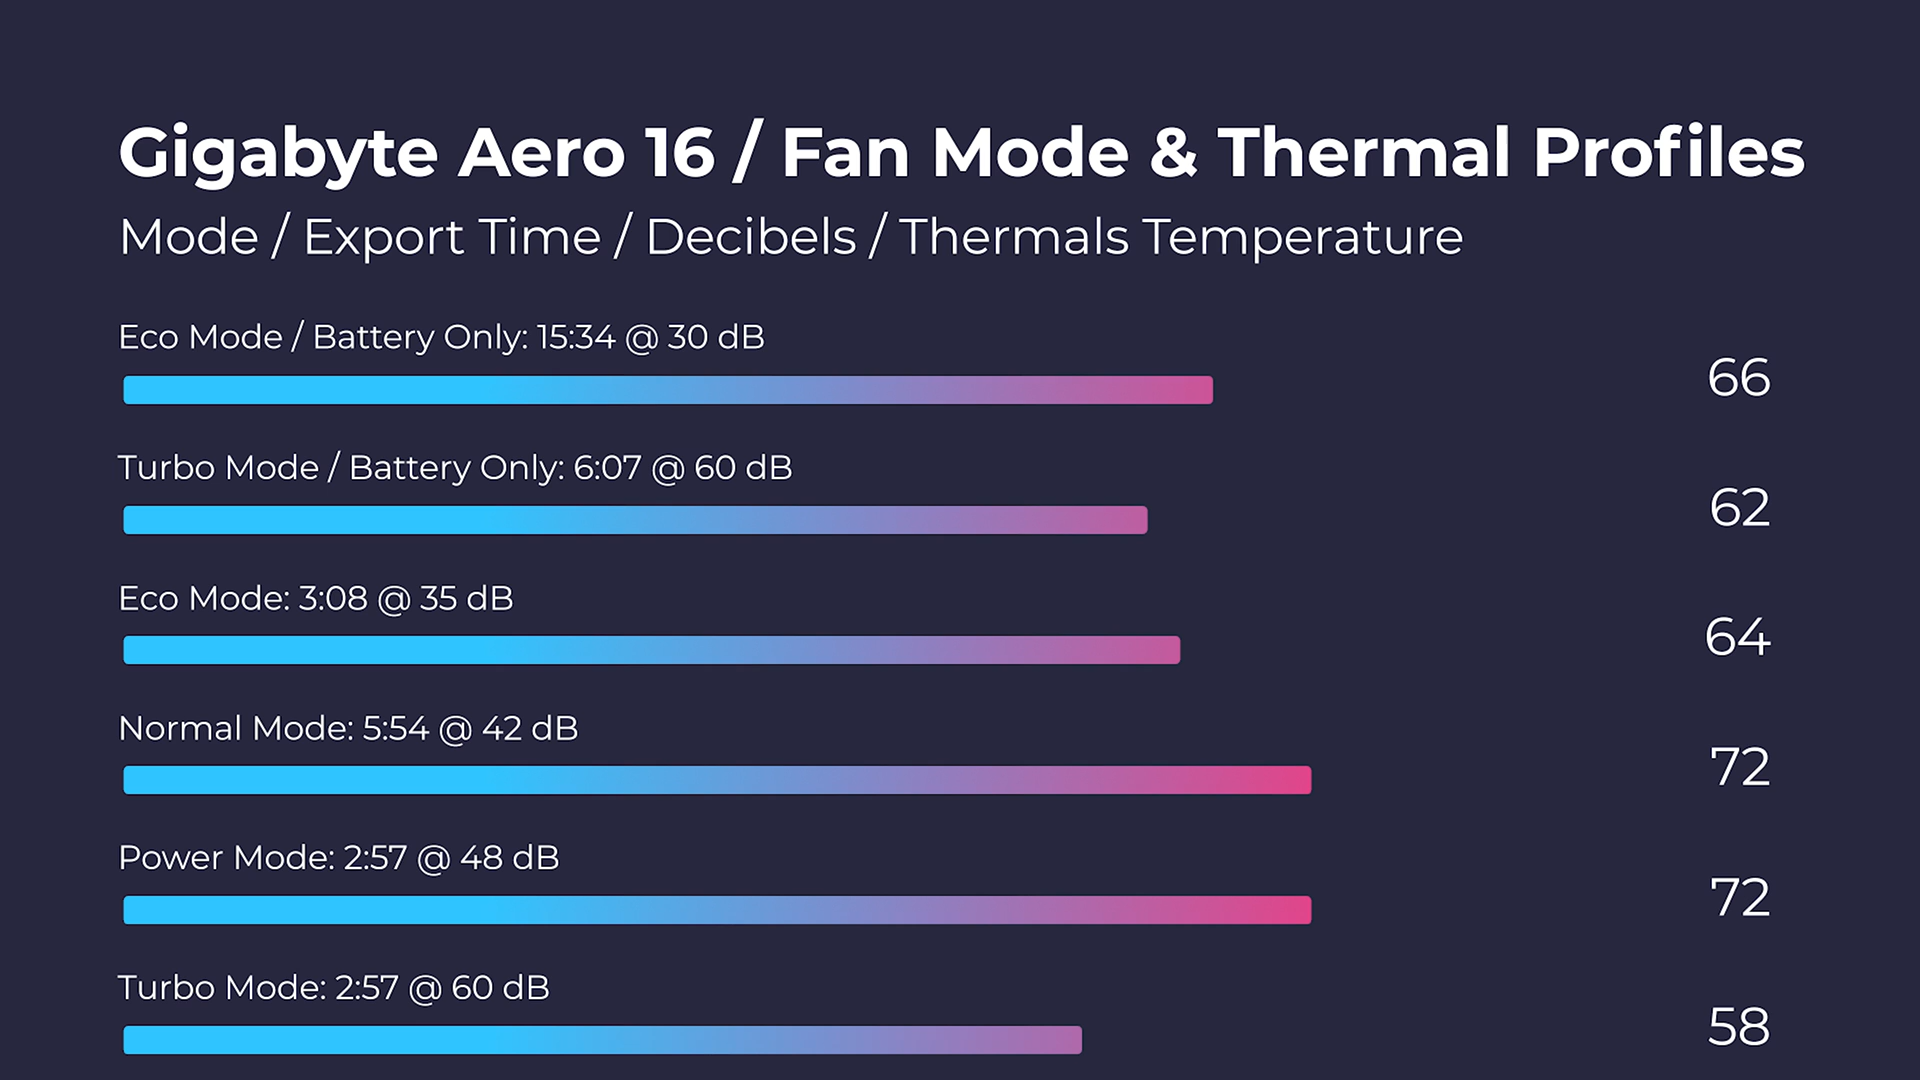 Gigabyte Aero 16 / Fan Mode & Thermal Profiles
Mode / Export Time / Decibels / Thermals Temperature
Eco Mode / Battery Only: 15:34 @ 30 dB
66
Turbo Mode / Battery Only: 6:07 @ 60 dB
62
Eco Mode: 3:08 @ 35 dB
64
Normal Mode: 5:54 @ 42 dB
72
Power Mode: 2:57 @ 48 dB
72
Turbo Mode: 2:57 @ 60 dB
58